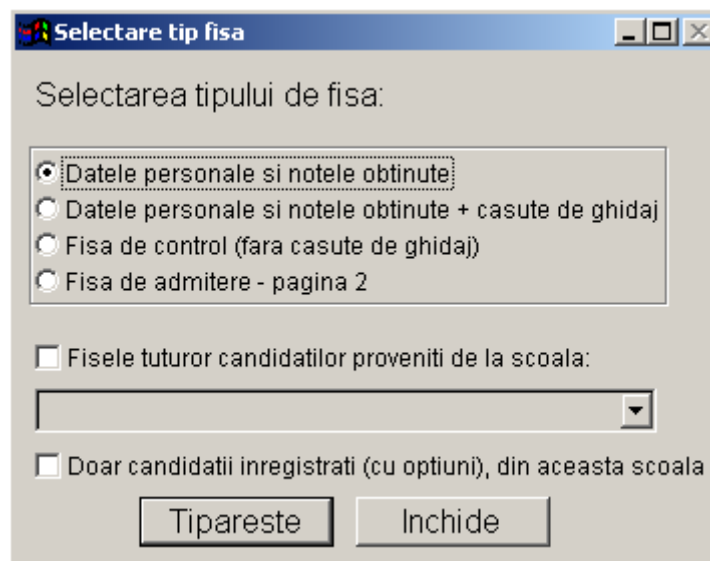 Selectare tip fisa
Selectarea tipului de fisa:
Datele personale si notele obtinute
Datele personale si notele obtinute + casute de ghidaj
Fisa de control (fara casute de ghidaj)
Fisa de admitere - pagina 2
Fisele tuturor candidatilor proveniti de la scoala:
Doar candidatii inregistrati (cu optiuni), din aceasta scoala
Tipareste Inchide